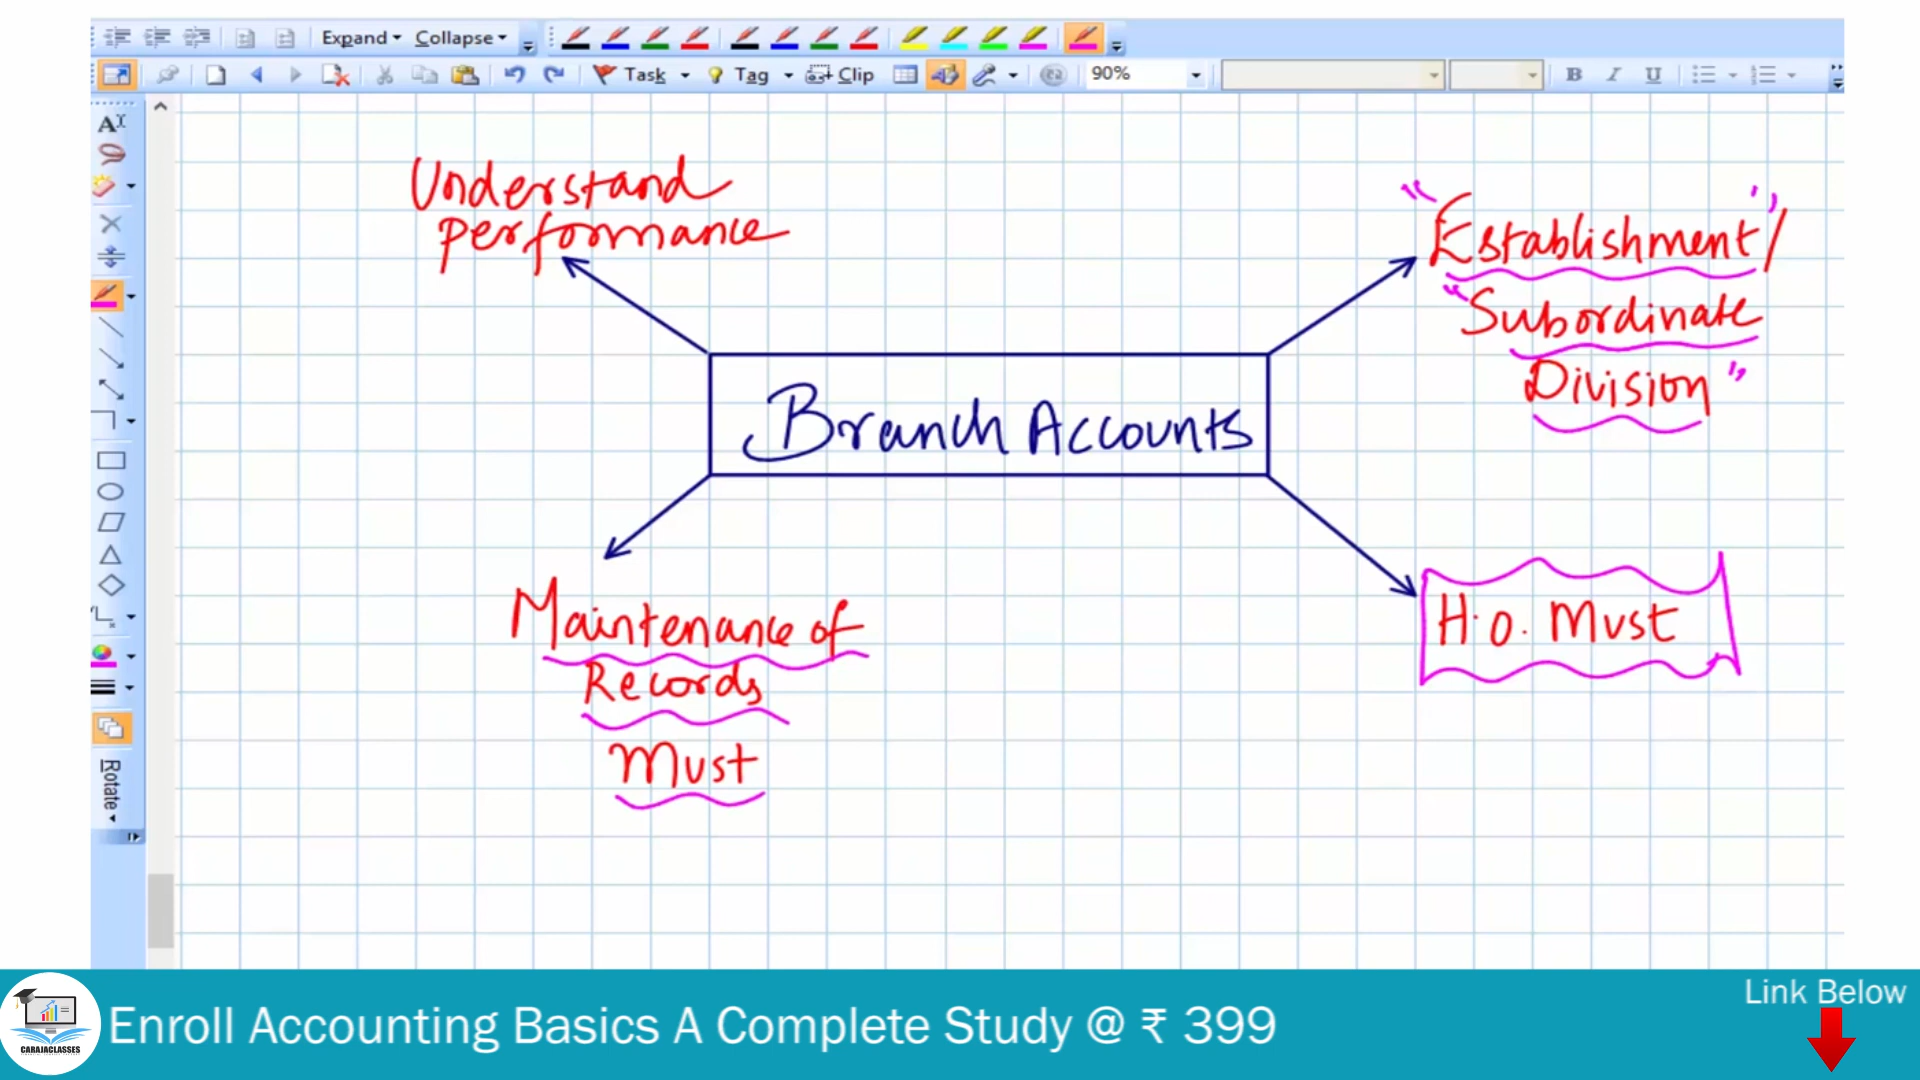 Expand Collapse
Task Tag Clip 90% B I U
A
Understand
Performance
"Establishment"/
"Subordinate
Division"
Branch Accounts
H.O. Must
Maintenance of
Records
Must
Rotate
Link Below
Enroll Accounting Basics A Complete Study @ ₹ 399
CARAJACLASSES